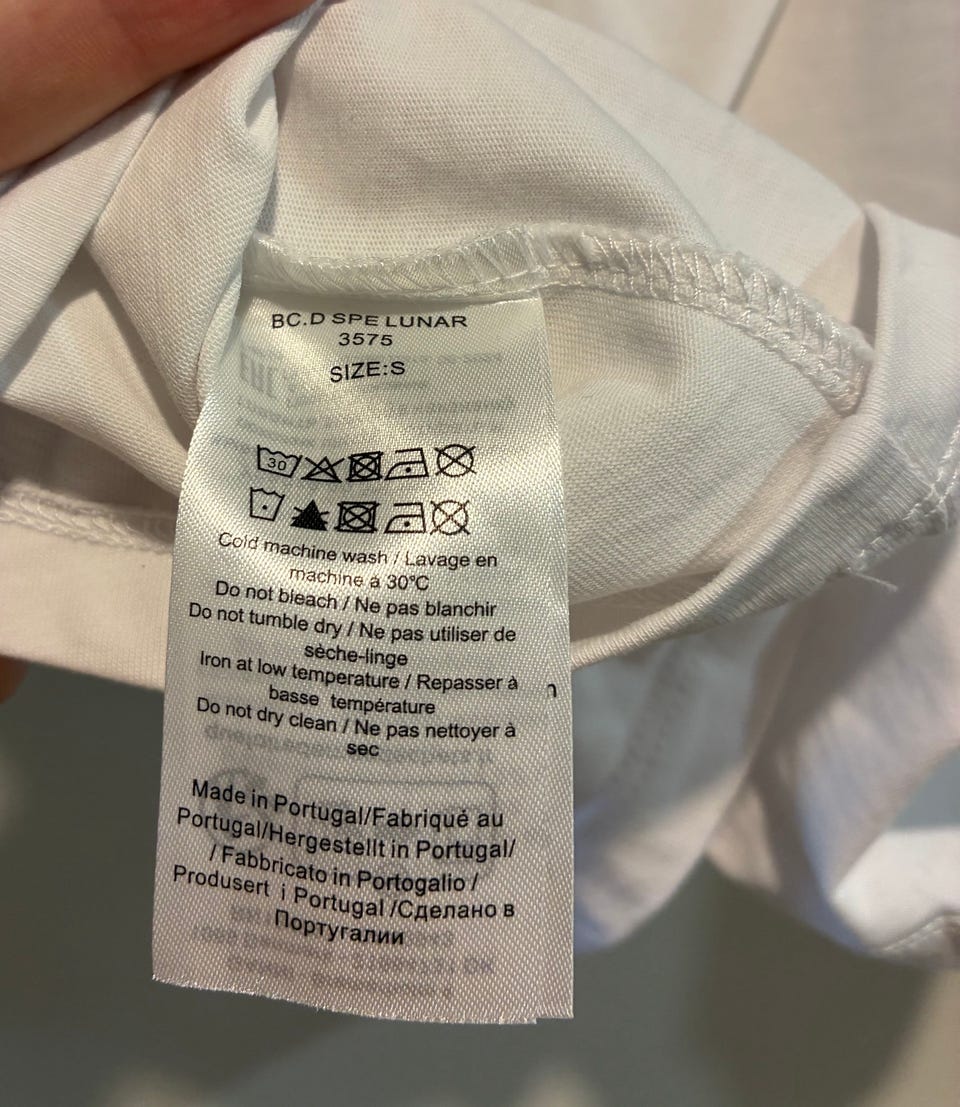 BC.D SPE LUNAR
3575
SIZE:S
30
Cold machine wash / Lavage en
machine à 30°C
Do not bleach / Ne pas blanchir
Do not tumble dry / Ne pas utiliser de
sèche-linge
Iron at low temperature / Repasser à
basse température
Do not dry clean / Ne pas nettoyer à
sec
Made in Portugal/Fabriqué au
Portugal/Hergestellt in Portugal/
/ Fabbricato in Portogalio /
Produsert i Portugal /Сделано в
Португалии